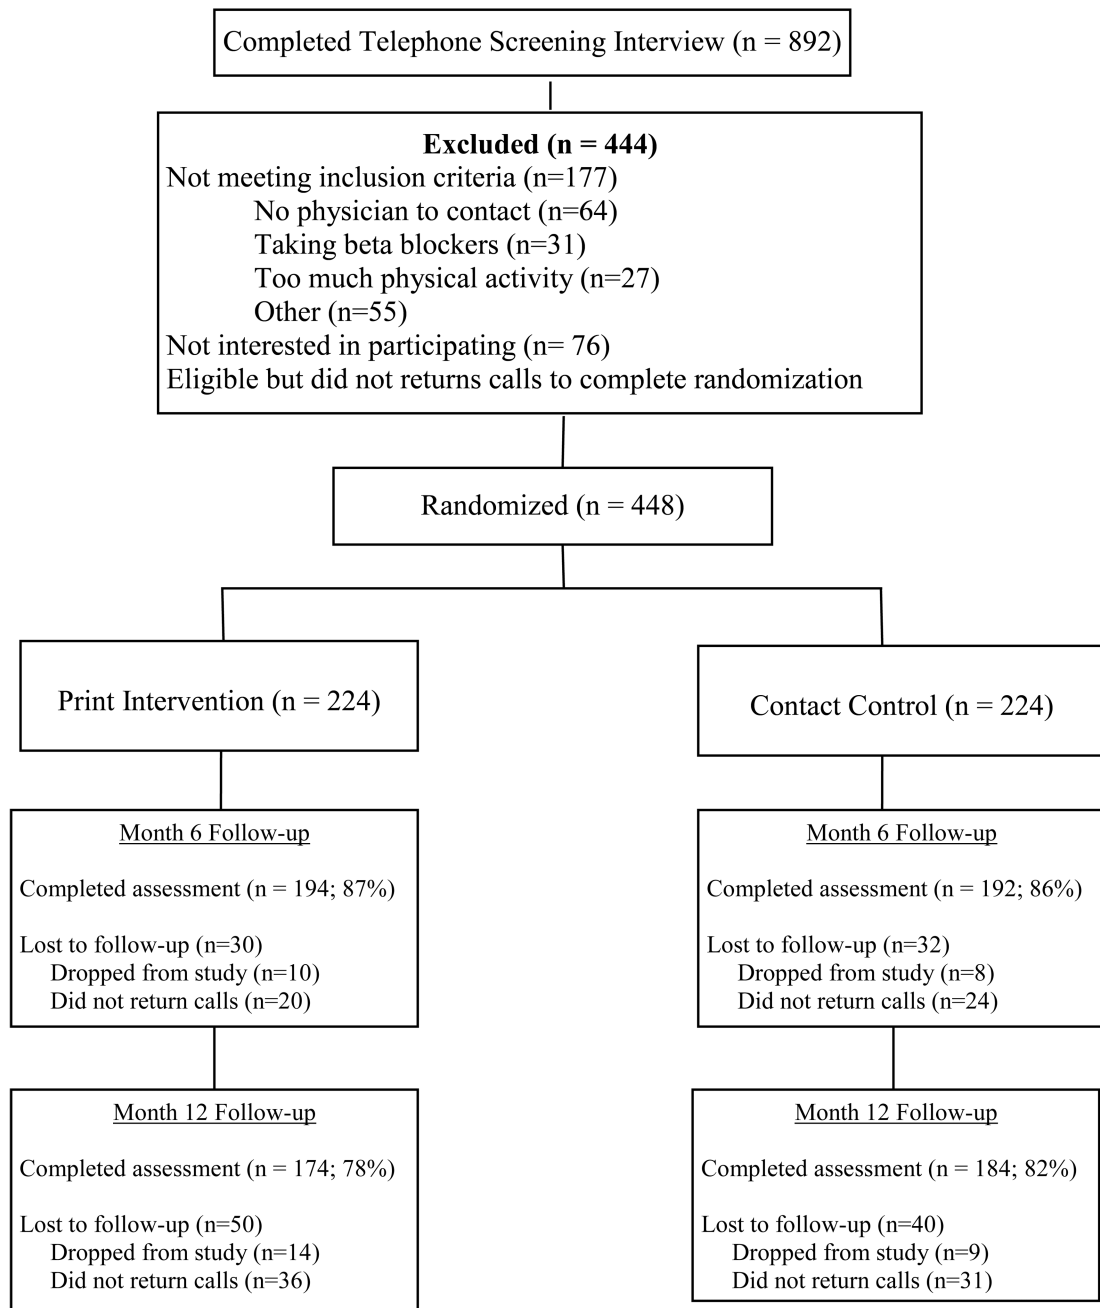 Completed Telephone Screening Interview (n = 892)
Excluded (n = 444)
Not meeting inclusion criteria (n=177)
No physician to contact (n=64)
Taking beta blockers (n=31)
Too much physical activity (n=27)
Other (n=55)
Not interested in participating (n= 76)
Eligible but did not returns calls to complete randomization
Randomized (n = 448)
Print Intervention (n = 224)
Contact Control (n = 224)
Month 6 Follow-up
Completed assessment (n = 194; 87%)
Lost to follow-up (n=30)
Dropped from study (n=10)
Did not return calls (n=20)
Month 6 Follow-up
Completed assessment (n = 192; 86%)
Lost to follow-up (n=32)
Dropped from study (n=8)
Did not return calls (n=24)
Month 12 Follow-up
Completed assessment (n = 174; 78%)
Lost to follow-up (n=50)
Dropped from study (n=14)
Did not return calls (n=36)
Month 12 Follow-up
Completed assessment (n = 184; 82%)
Lost to follow-up (n=40)
Dropped from study (n=9)
Did not return calls (n=31)